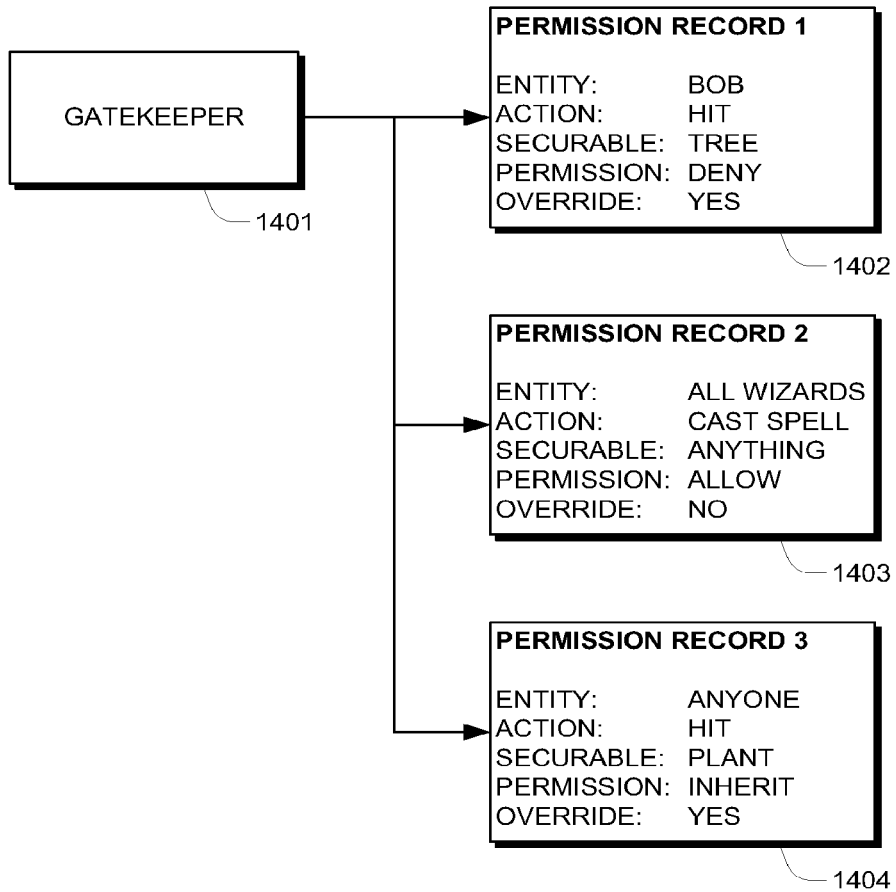 GATEKEEPER
1401
PERMISSION RECORD 1
ENTITY: BOB
ACTION: HIT
SECURABLE: TREE
PERMISSION: DENY
OVERRIDE: YES
1402
PERMISSION RECORD 2
ENTITY: ALL WIZARDS
ACTION: CAST SPELL
SECURABLE: ANYTHING
PERMISSION: ALLOW
OVERRIDE: NO
1403
PERMISSION RECORD 3
ENTITY: ANYONE
ACTION: HIT
SECURABLE: PLANT
PERMISSION: INHERIT
OVERRIDE: YES
1404